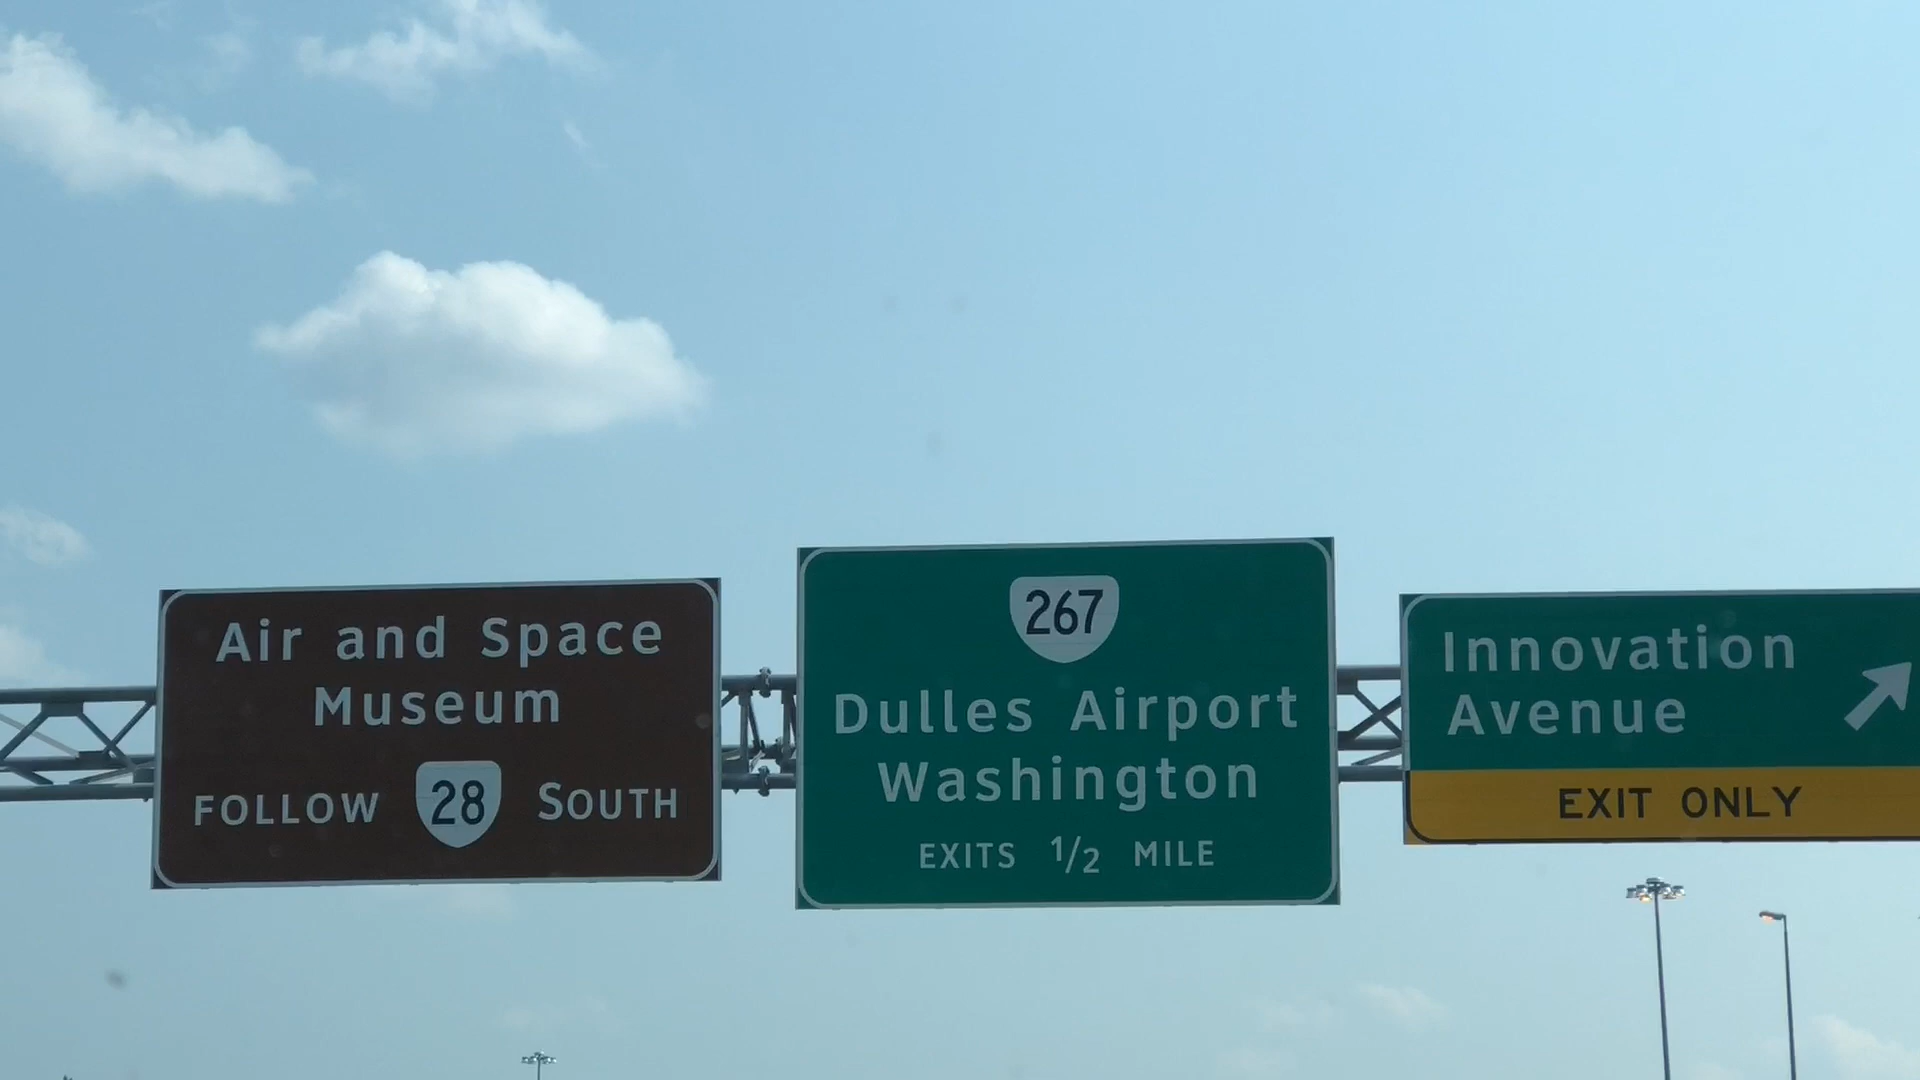 Air and Space
Museum
FOLLOW 28 SOUTH
267
Dulles Airport
Washington
EXITS 1/2 MILE
Innovation
Avenue
EXIT ONLY